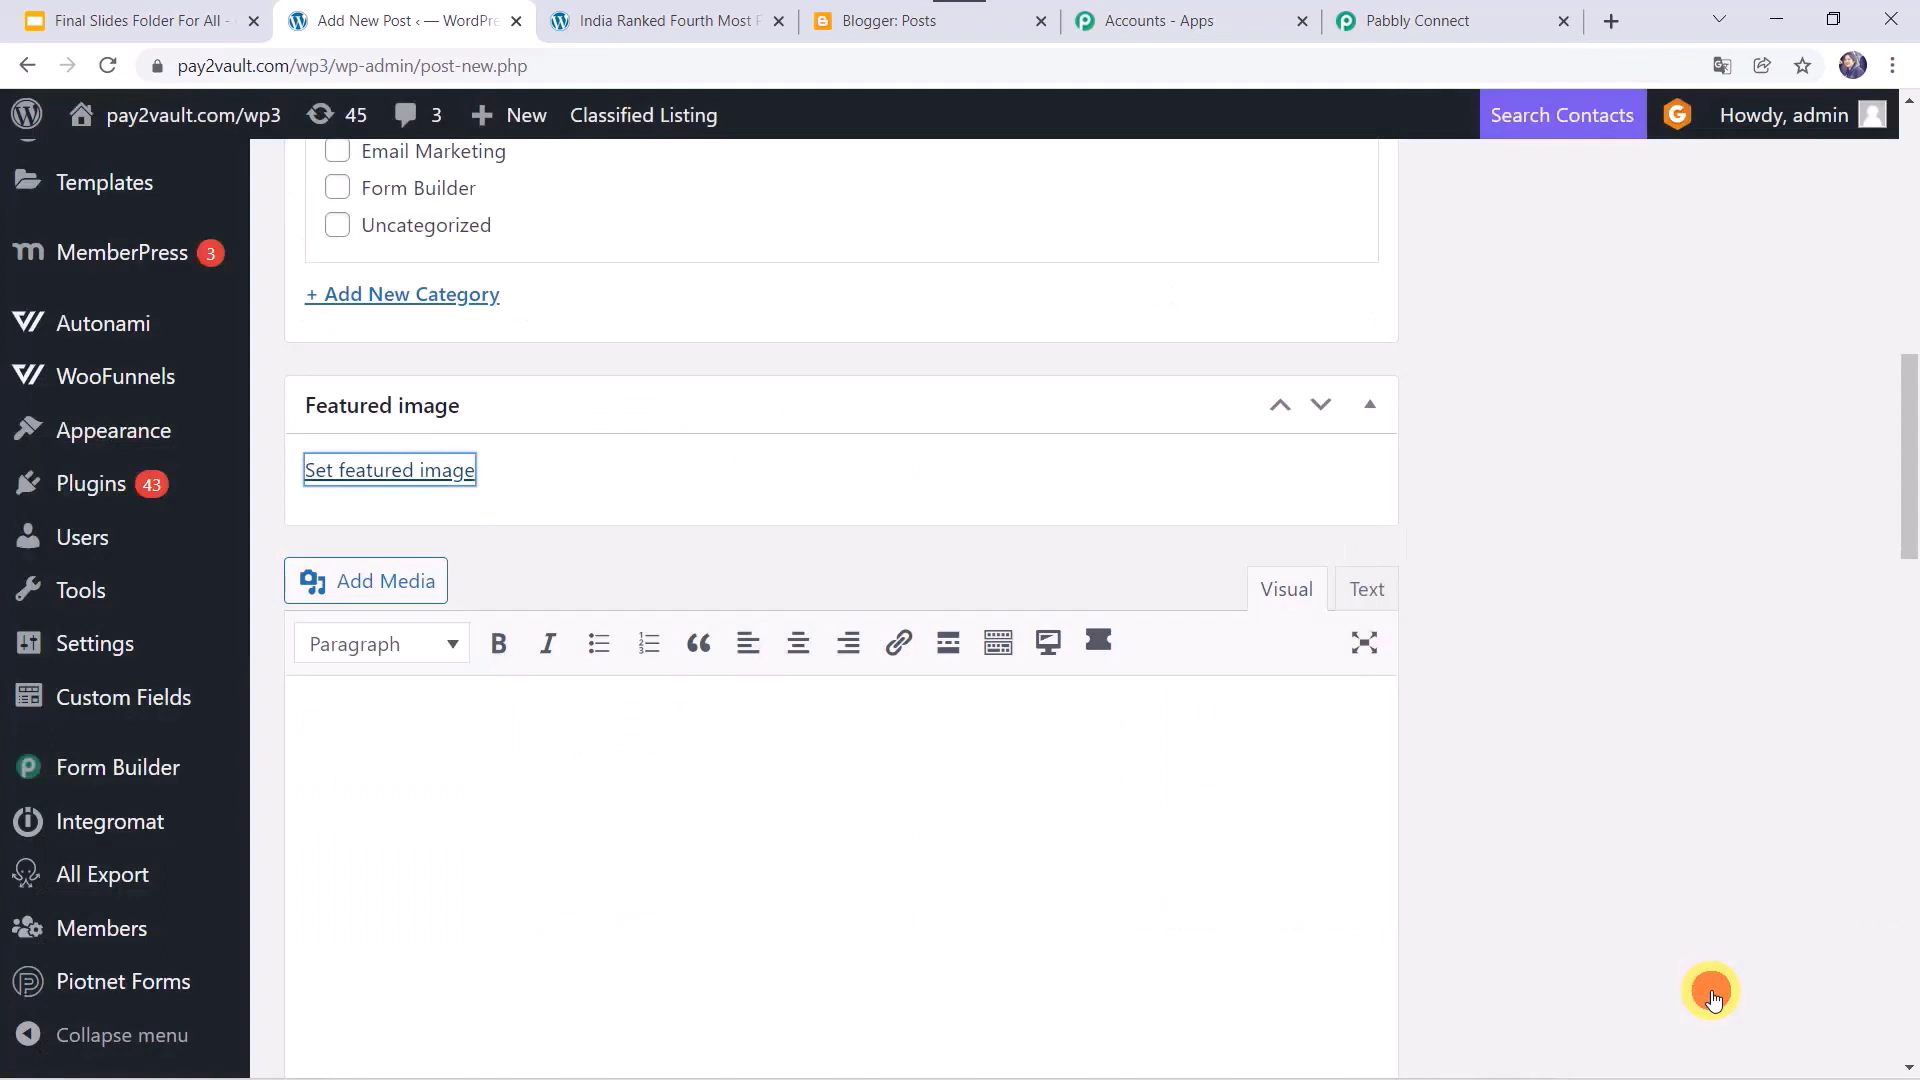 Final Slides Folder For All -
Add New Post ‹ — WordPre
India Ranked Fourth Most P
Blogger: Posts
Accounts - Apps
Pabbly Connect
pay2vault.com/wp3/wp-admin/post-new.php
pay2vault.com/wp3
45
3
New
Classified Listing
Search Contacts
Howdy, admin
Templates
MemberPress 3
Autonami
WooFunnels
Appearance
Plugins 43
Users
Tools
Settings
Custom Fields
Form Builder
Integromat
All Export
Members
Piotnet Forms
Collapse menu
Email Marketing
Form Builder
Uncategorized
+ Add New Category
Featured image
Set featured image
Add Media
Visual
Text
Paragraph